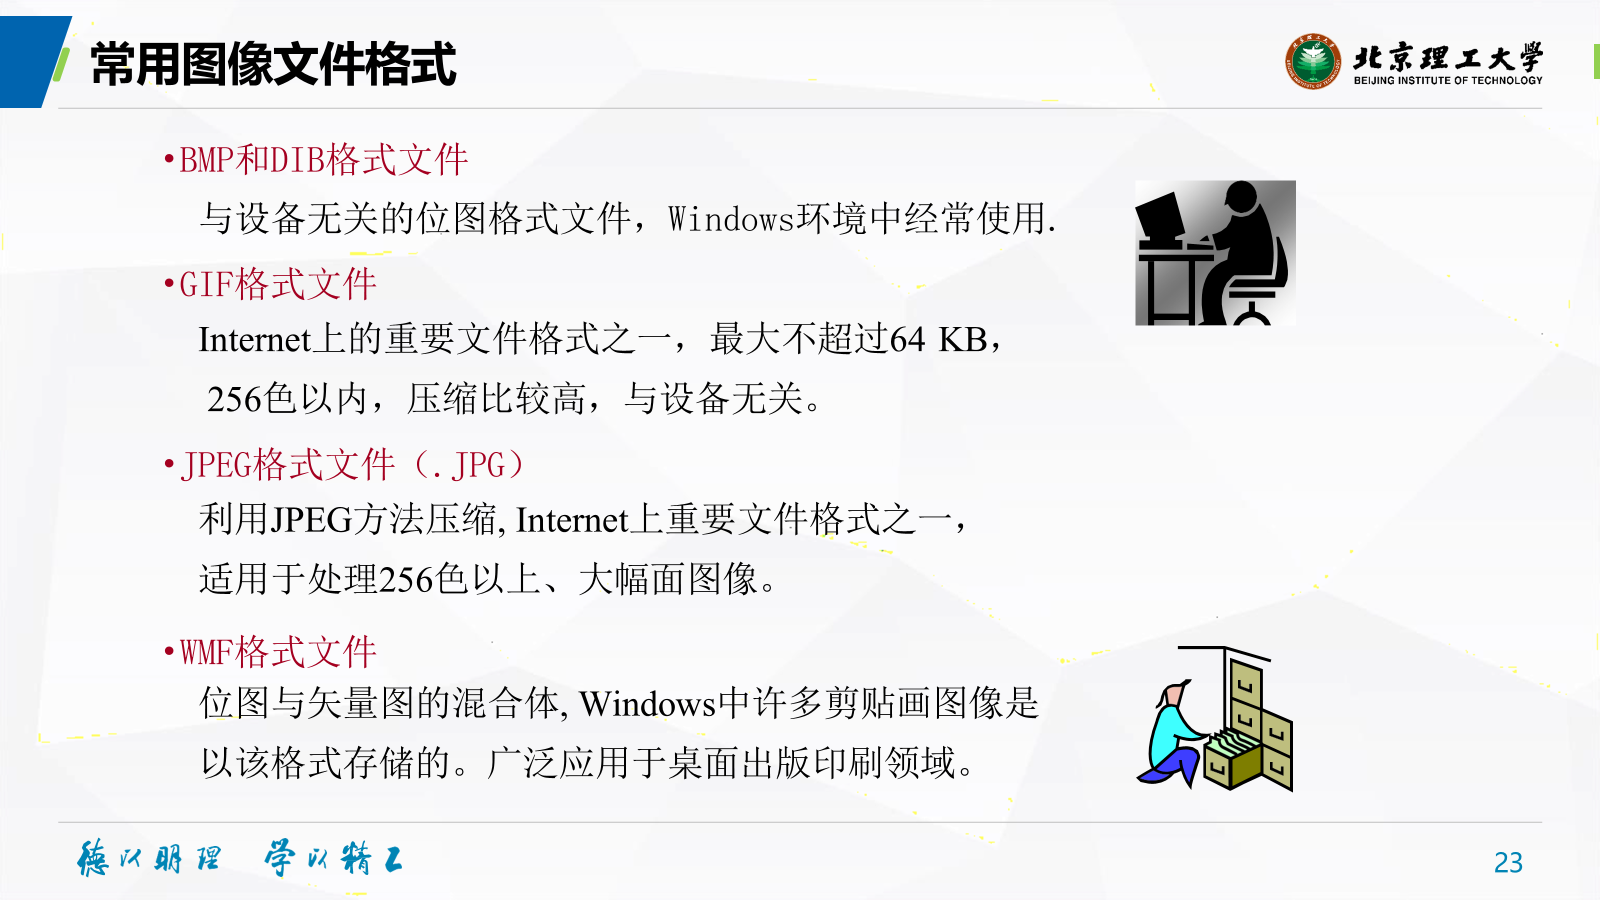 常用图像文件格式
北京理工大学
BEIJING INSTITUTE OF TECHNOLOGY
•BMP和DIB格式文件
与设备无关的位图格式文件，Windows环境中经常使用.
•GIF格式文件
Internet上的重要文件格式之一，最大不超过64 KB，
256色以内，压缩比较高，与设备无关。
•JPEG格式文件（.JPG）
利用JPEG方法压缩, Internet上重要文件格式之一，
适用于处理256色以上、大幅面图像。
•WMF格式文件
位图与矢量图的混合体, Windows中许多剪贴画图像是
以该格式存储的。广泛应用于桌面出版印刷领域。
德以明理 学以精工
23